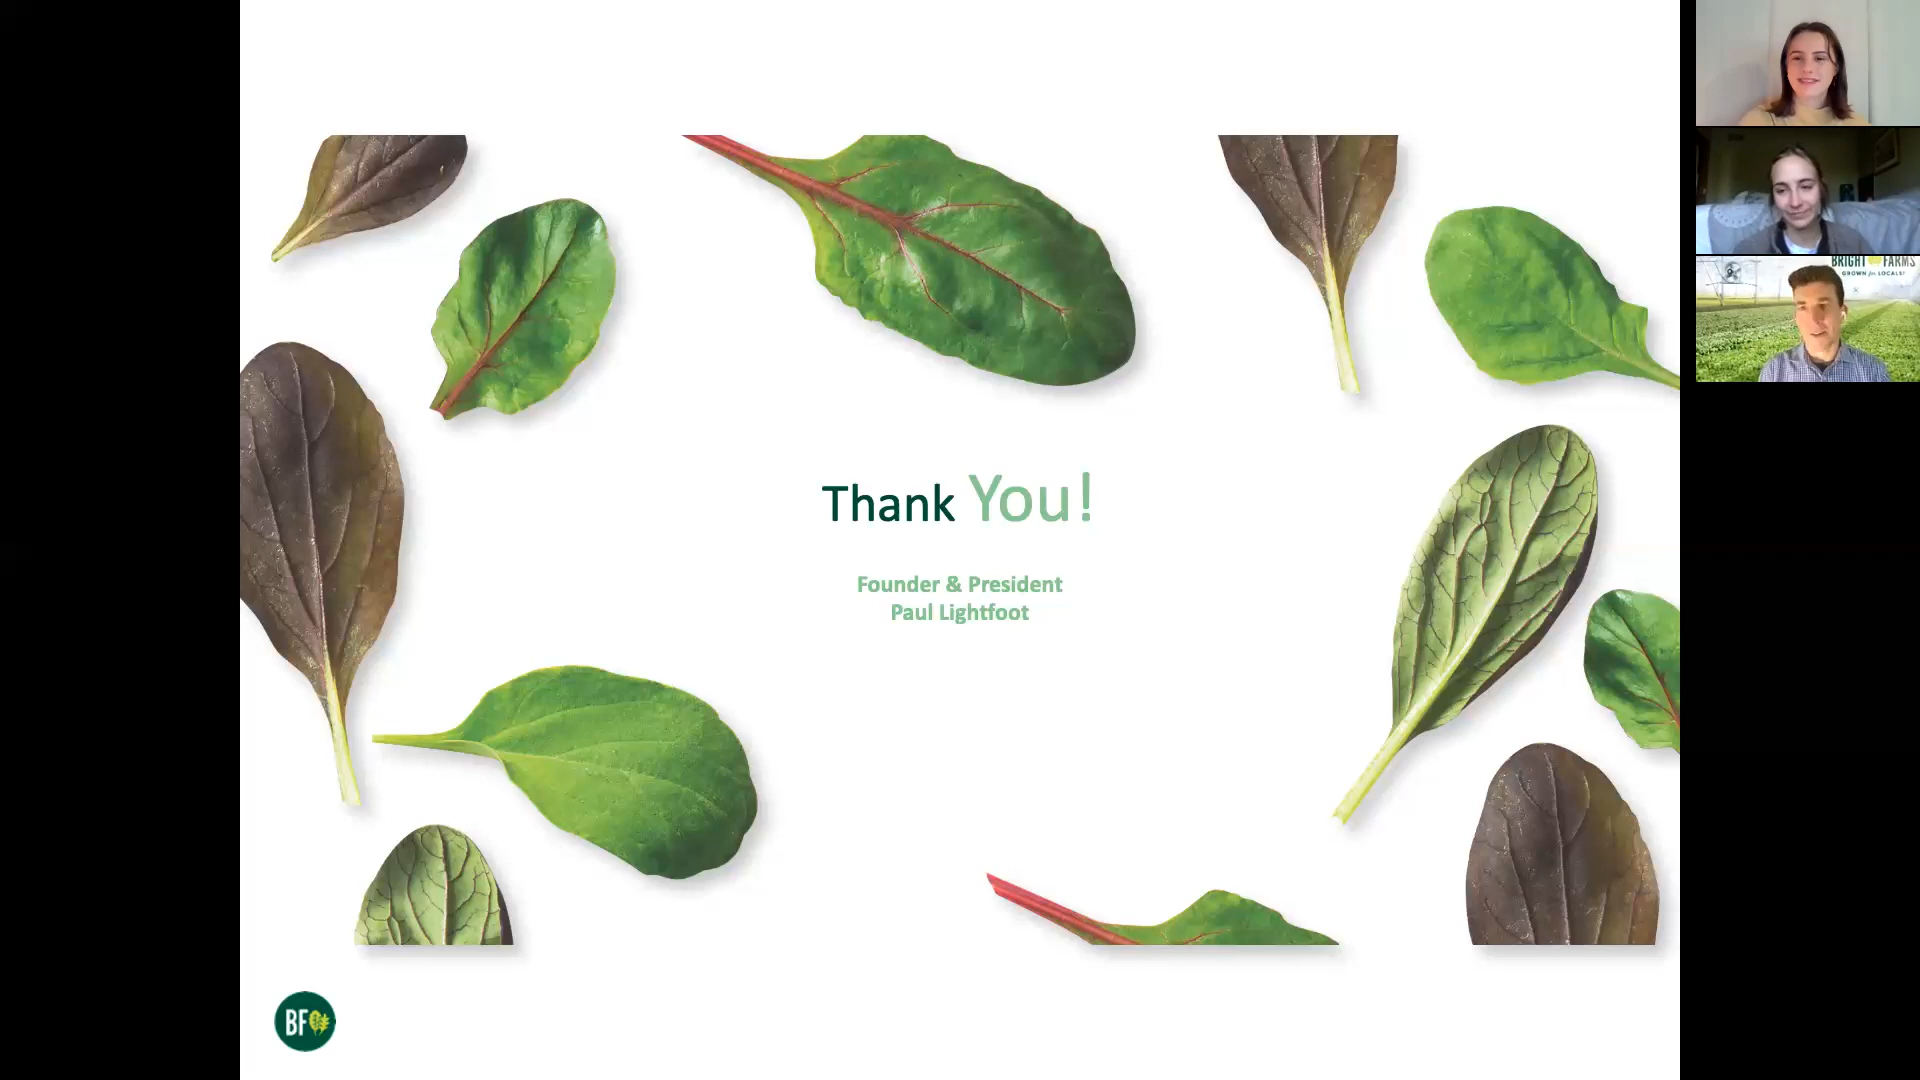 Thank You!
Founder & President
Paul Lightfoot
BF
BRIGHT FARMS
GROWN for LOCALS!